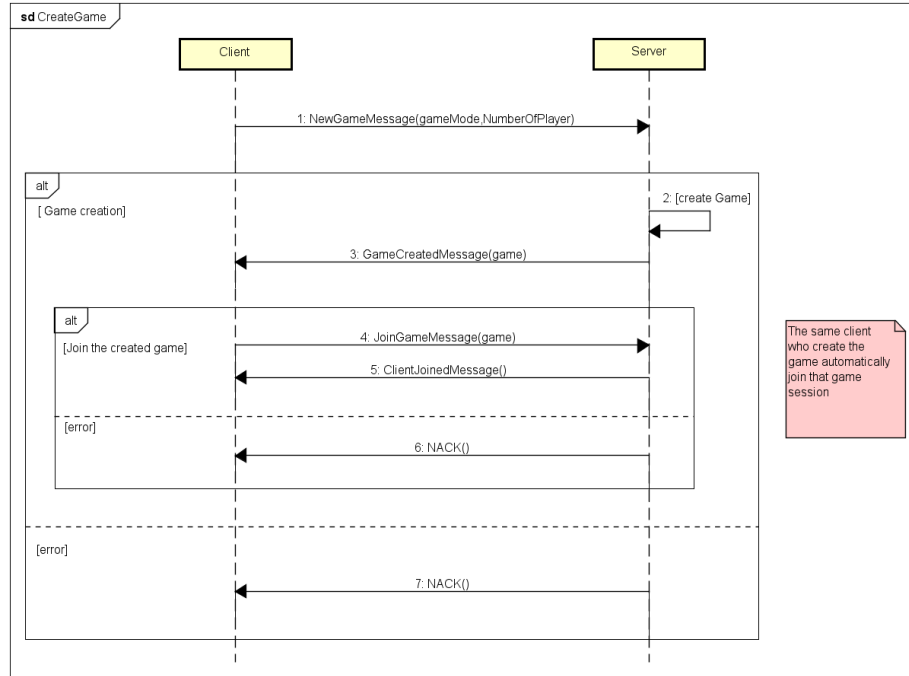 sd CreateGame
Client
Server
1: NewGameMessage(gameMode,NumberOfPlayer)
alt
[ Game creation]
2: [create Game]
3: GameCreatedMessage(game)
alt
[Join the created game]
4: JoinGameMessage(game)
5: ClientJoinedMessage()
The same client
who create the
game automatically
join that game
session
[error]
6: NACK()
[error]
7: NACK()